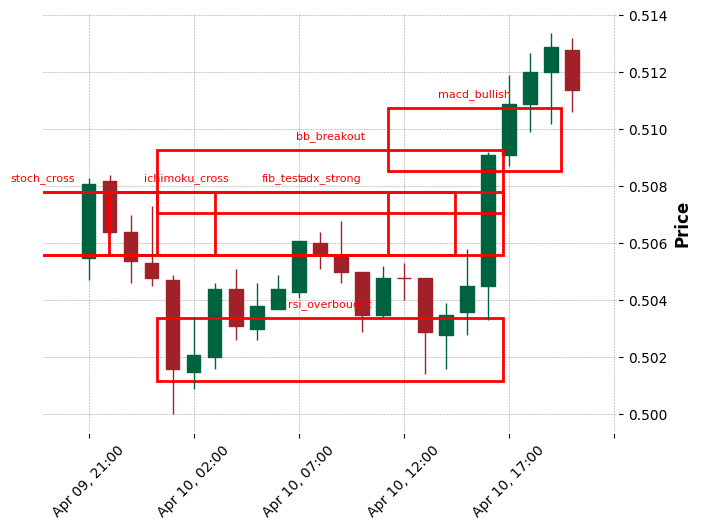 0.514
0.512
macd_bullish
0.510
bb_breakout
stoch_cross ichimoku_cross fib_test adx_strong
0.508
0.506
0.504
rsi_overbought
0.502
0.500
Price
Apr 09, 21:00
Apr 10, 02:00
Apr 10, 07:00
Apr 10, 12:00
Apr 10, 17:00